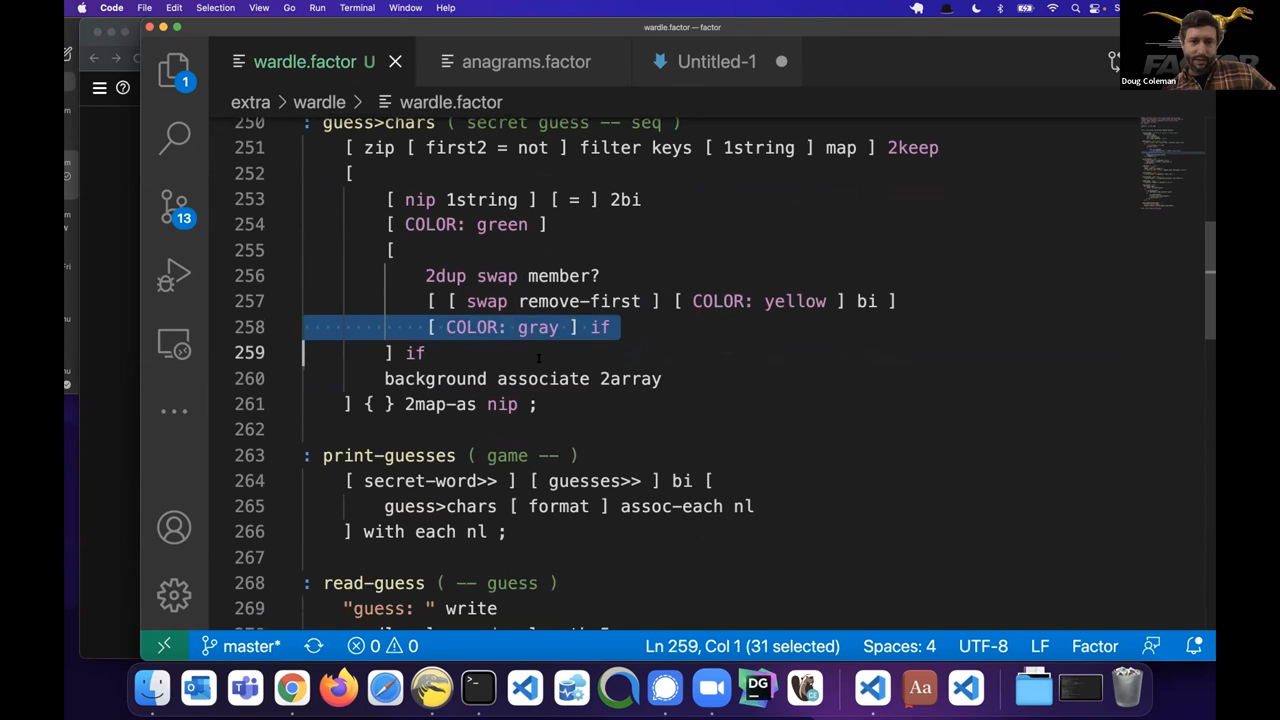 Code File Edit Selection View Go Run Terminal Window Help
wardle.factor — factor
wardle.factor U anagrams.factor Untitled-1
extra > wardle > wardle.factor
Doug Coleman
1
13
250 : guess>chars ( secret guess -- seq )
251 [ zip [ first2 = not ] filter keys [ 1string ] map ] 2keep
252 [
253 [ nip 1string ] [ = ] 2bi
254 [ COLOR: green ]
255 [
256 2dup swap member?
257 [ [ swap remove-first ] [ COLOR: yellow ] bi ]
258 [ COLOR: gray ] if
259 ] if
260 background associate 2array
261 ] { } 2map-as nip ;
262
263 : print-guesses ( game -- )
264 [ secret-word>> ] [ guesses>> ] bi [
265 guess>chars [ format ] assoc-each nl
266 ] with each nl ;
267
268 : read-guess ( -- guess )
269 "guess: " write
master* 0 0 Ln 259, Col 1 (31 selected) Spaces: 4 UTF-8 LF Factor
DG
Aa